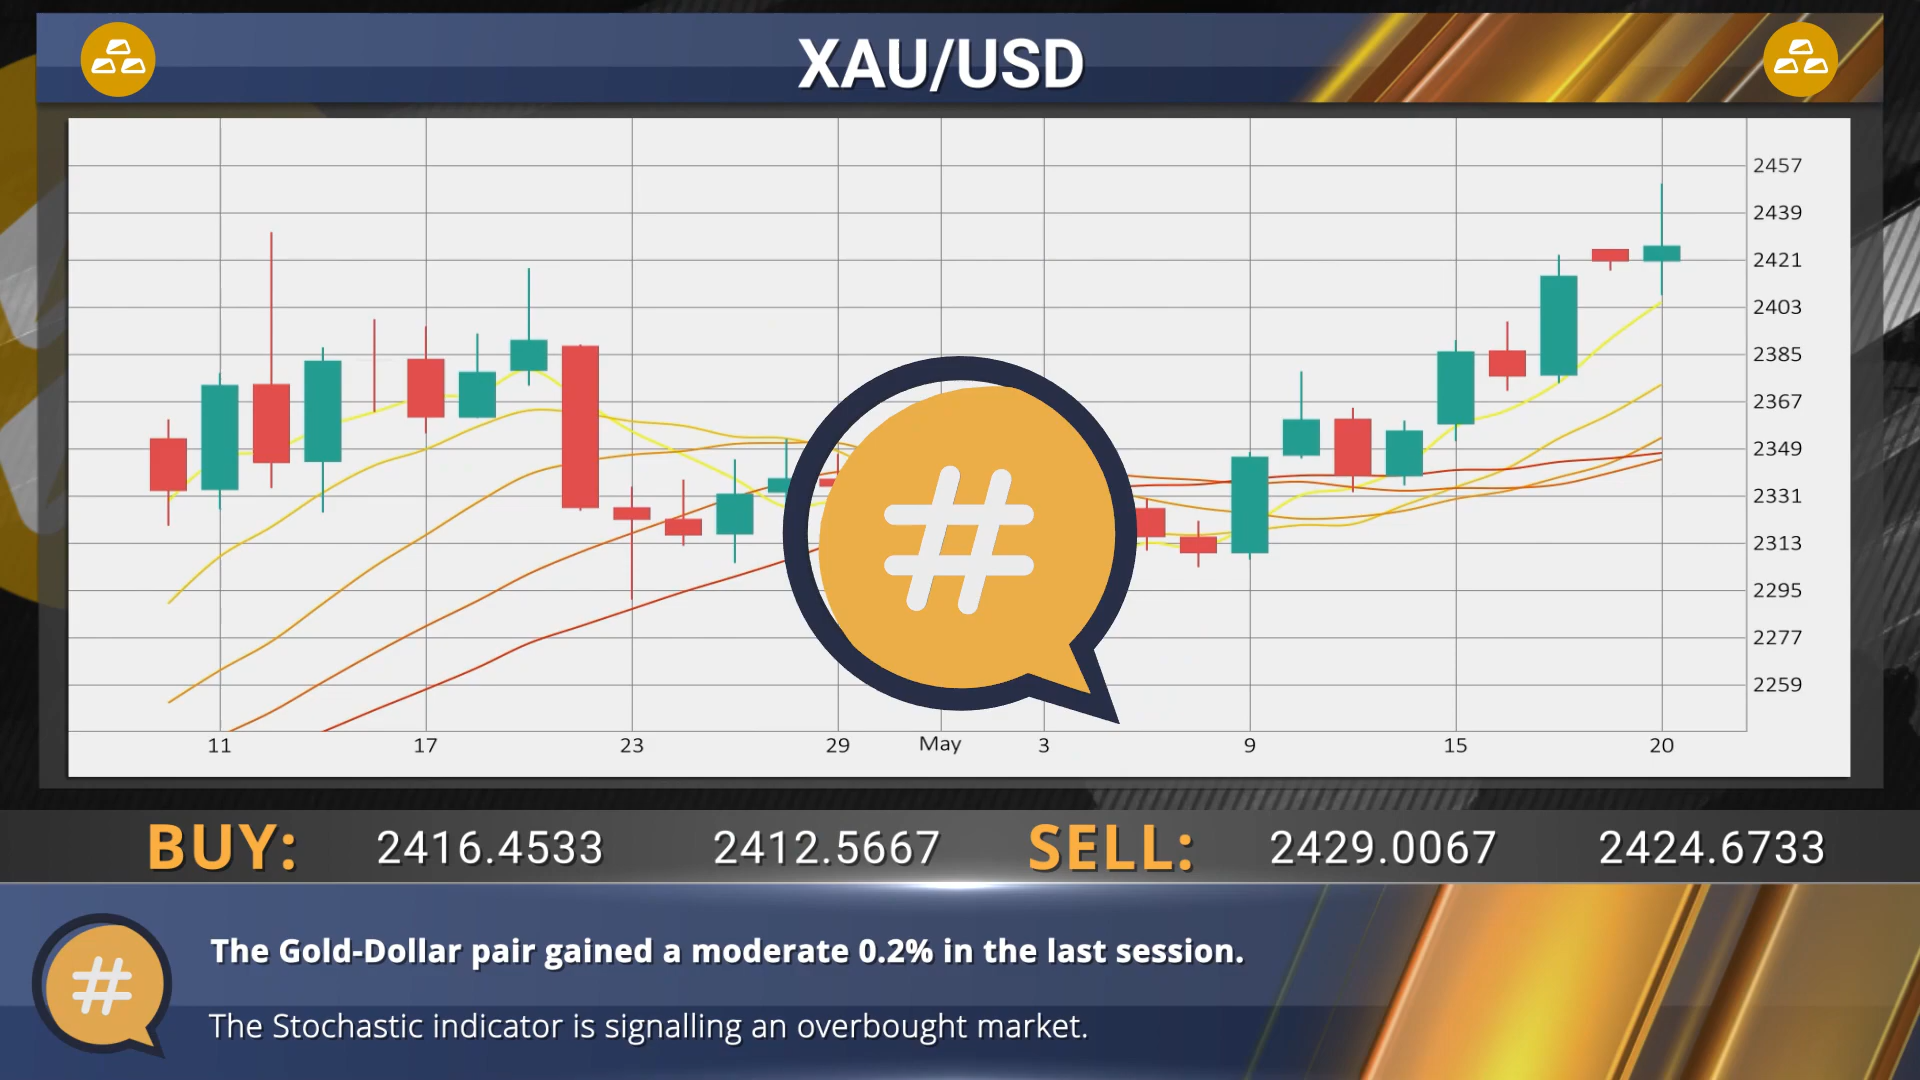 XAU/USD
2457
2439
2421
2403
2385
2367
2349
2331
2313
2295
2277
2259
11 17 23 29 May 3 9 15 20
#
BUY: 2416.4533 2412.5667 SELL: 2429.0067 2424.6733
# The Gold-Dollar pair gained a moderate 0.2% in the last session.
The Stochastic indicator is signalling an overbought market.